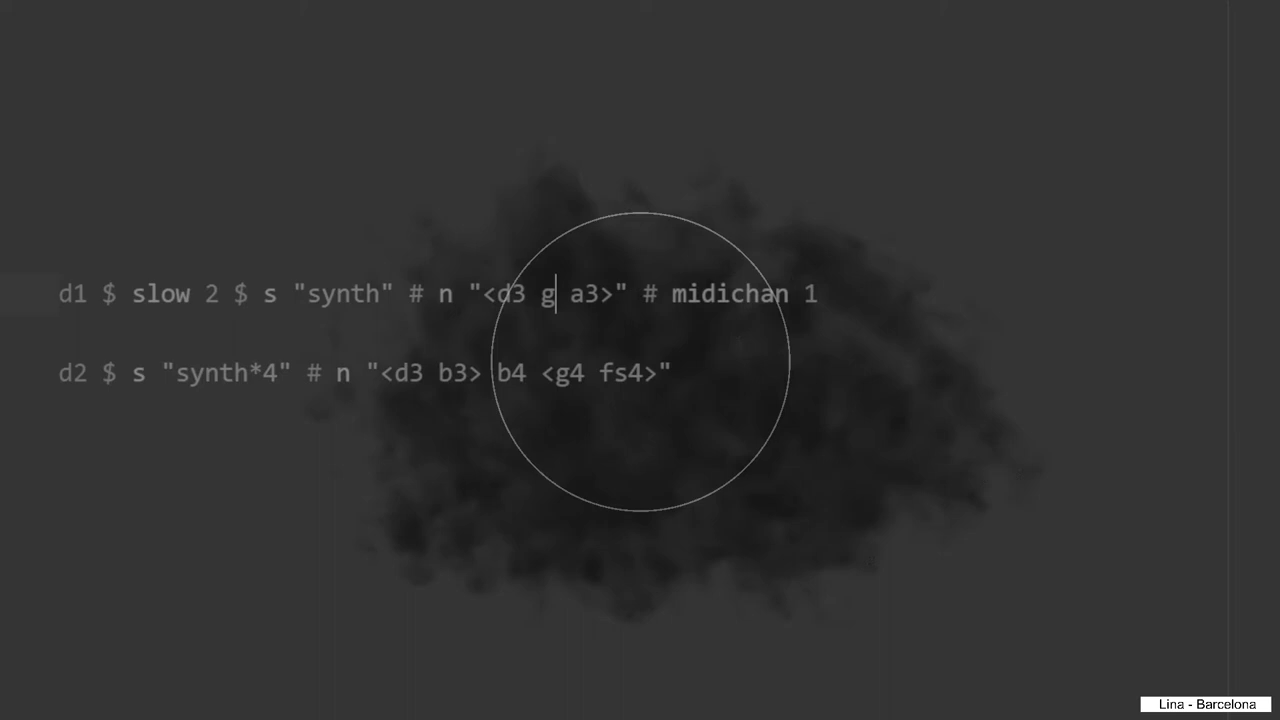 d1 $ slow 2 $ s "synth" # n "<d3 g a3>" # midichan 1
d2 $ s "synth*4" # n "<d3 b3> b4 <g4 fs4>"
Lina - Barcelona